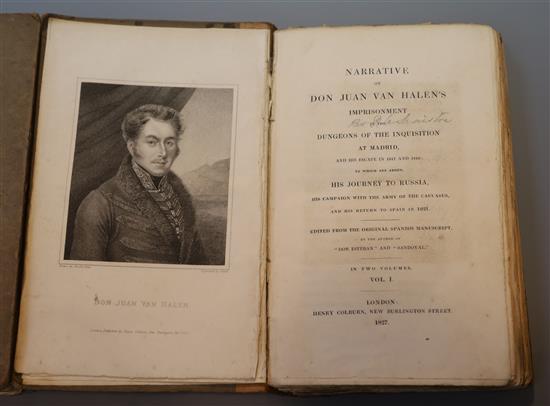 DON JUAN VAN HALEN.
NARRATIVE
OF
DON JUAN VAN HALEN'S
IMPRISONMENT
IN THE
DUNGEONS OF THE INQUISITION
AT MADRID,
AND HIS ESCAPE IN 1817 AND 1818;
TO WHICH ARE ADDED,
HIS JOURNEY TO RUSSIA,
HIS CAMPAIGN WITH THE ARMY OF THE CAUCASUS,
AND HIS RETURN TO SPAIN IN 1821.
EDITED FROM THE ORIGINAL SPANISH MANUSCRIPT,
BY THE AUTHOR OF
"DON ESTEBAN," AND "SANDOVAL."
IN TWO VOLUMES.
VOL. I.
LONDON:
HENRY COLBURN, NEW BURLINGTON STREET.
1827.